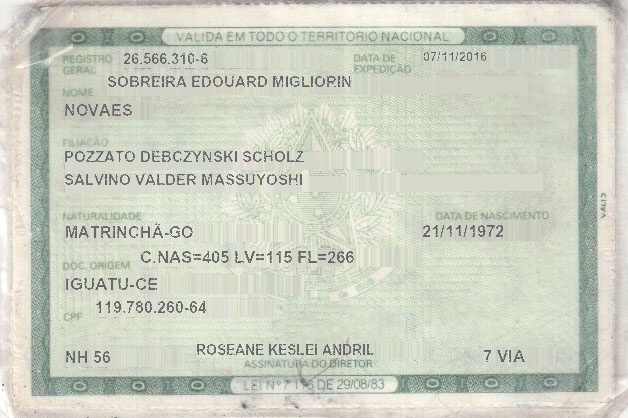 VALIDA EM TODO O TERRITÓRIO NACIONAL
REGISTRO GERAL 26.566.310-6 DATA DE EXPEDIÇÃO 07/11/2016
NOME SOBREIRA EDOUARD MIGLIORIN
NOVAES
FILIAÇÃO
POZZATO DEBCZYNSKI SCHOLZ
SALVINO VALDER MASSUYOSHI
NATURALIDADE DATA DE NASCIMENTO
MATRINCHÃ-GO 21/11/1972
DOC. ORIGEM C.NAS=405 LV=115 FL=266
IGUATU-CE
CPF 119.780.260-64
NH 56 ROSEANE KESLEI ANDRIL 7 VIA
ASSINATURA DO DIRETOR
LEI Nº 7.116 DE 29/08/83